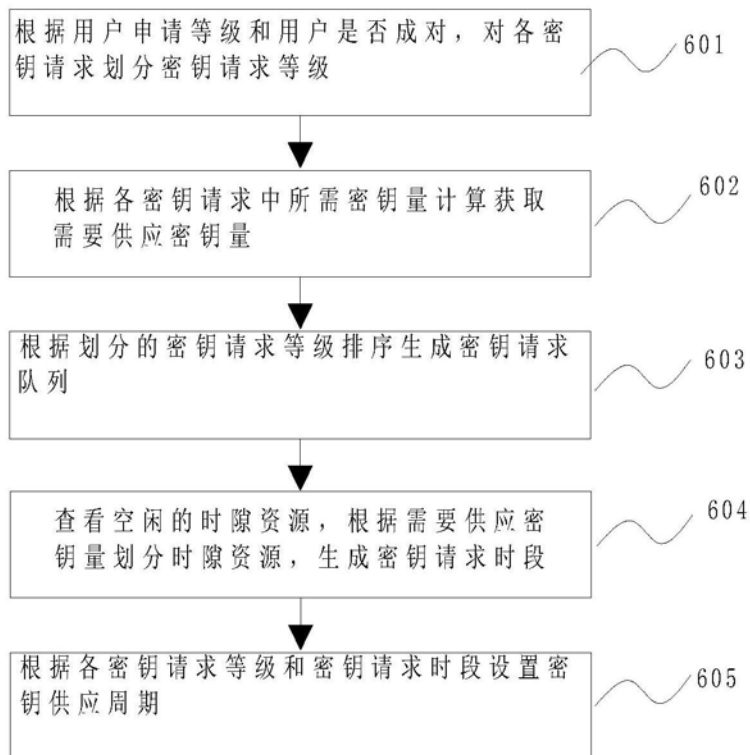 根据用户申请等级和用户是否成对，对各密
钥请求划分密钥请求等级
601
根据各密钥请求中所需密钥量计算获取
需要供应密钥量
602
根据划分的密钥请求等级排序生成密钥请求
队列
603
查看空闲的时隙资源，根据需要供应密
钥量划分时隙资源，生成密钥请求时段
604
根据各密钥请求等级和密钥请求时段设置密
钥供应周期
605